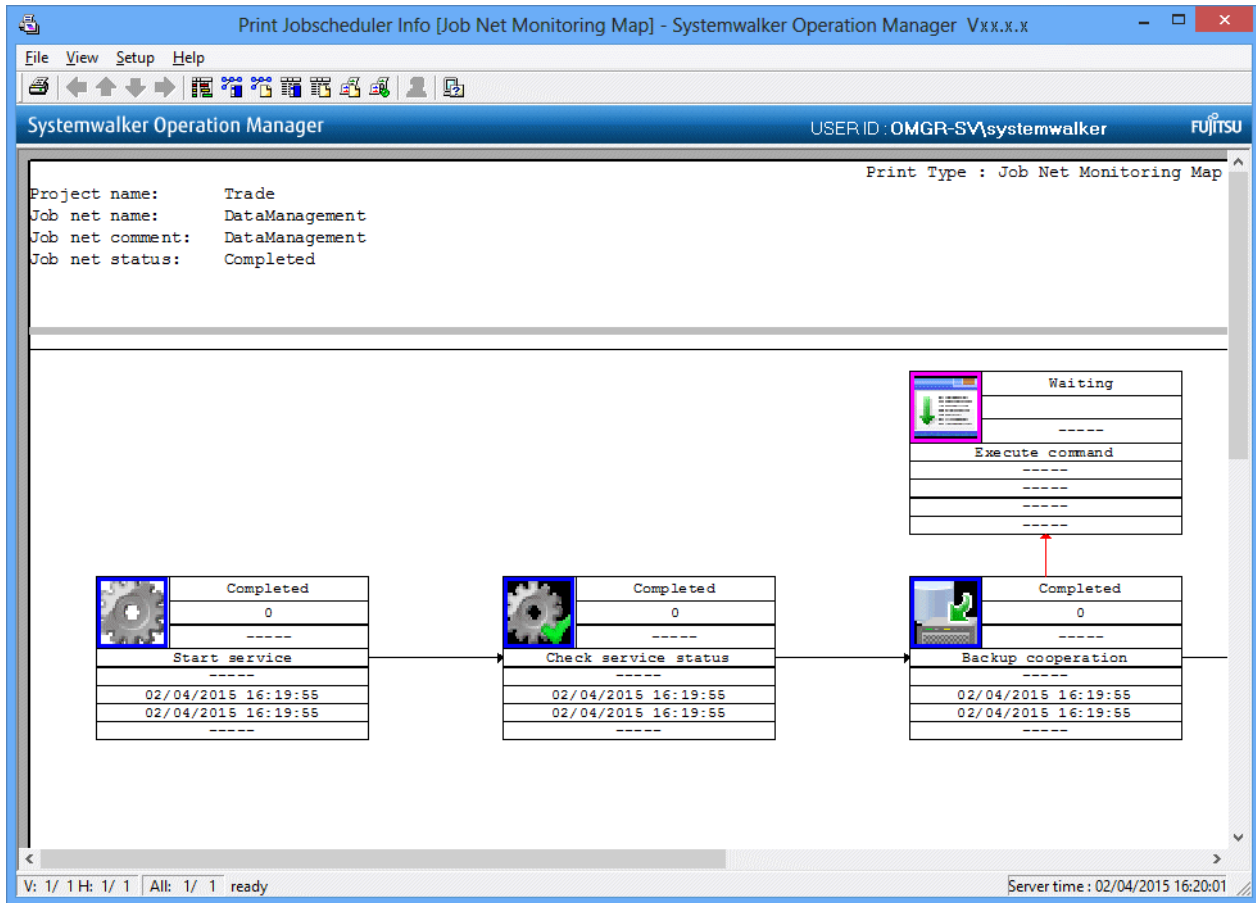 Print Jobscheduler Info [Job Net Monitoring Map] - Systemwalker Operation Manager Vxx.x.x
File View Setup Help
Systemwalker Operation Manager
USER ID : OMGR-SV\systemwalker
FUJITSU
Print Type : Job Net Monitoring Map
Project name: Trade
Job net name: DataManagement
Job net comment: DataManagement
Job net status: Completed
Waiting
-----
Execute command
-----
-----
-----
-----
Completed
0
-----
Start service
-----
02/04/2015 16:19:55
02/04/2015 16:19:55
-----
Completed
0
-----
Check service status
-----
02/04/2015 16:19:55
02/04/2015 16:19:55
-----
Completed
0
-----
Backup cooperation
-----
02/04/2015 16:19:55
02/04/2015 16:19:55
-----
V: 1/ 1 H: 1/ 1 All: 1/ 1 ready
Server time : 02/04/2015 16:20:01